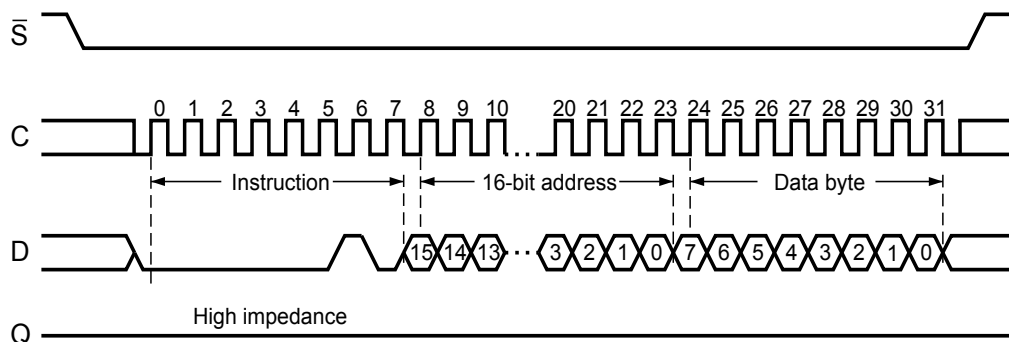 S̅
0 1 2 3 4 5 6 7 8 9 10 20 21 22 23 24 25 26 27 28 29 30 31
C
Instruction 16-bit address Data byte
D 15 14 13 3 2 1 0 7 6 5 4 3 2 1 0
High impedance
Q